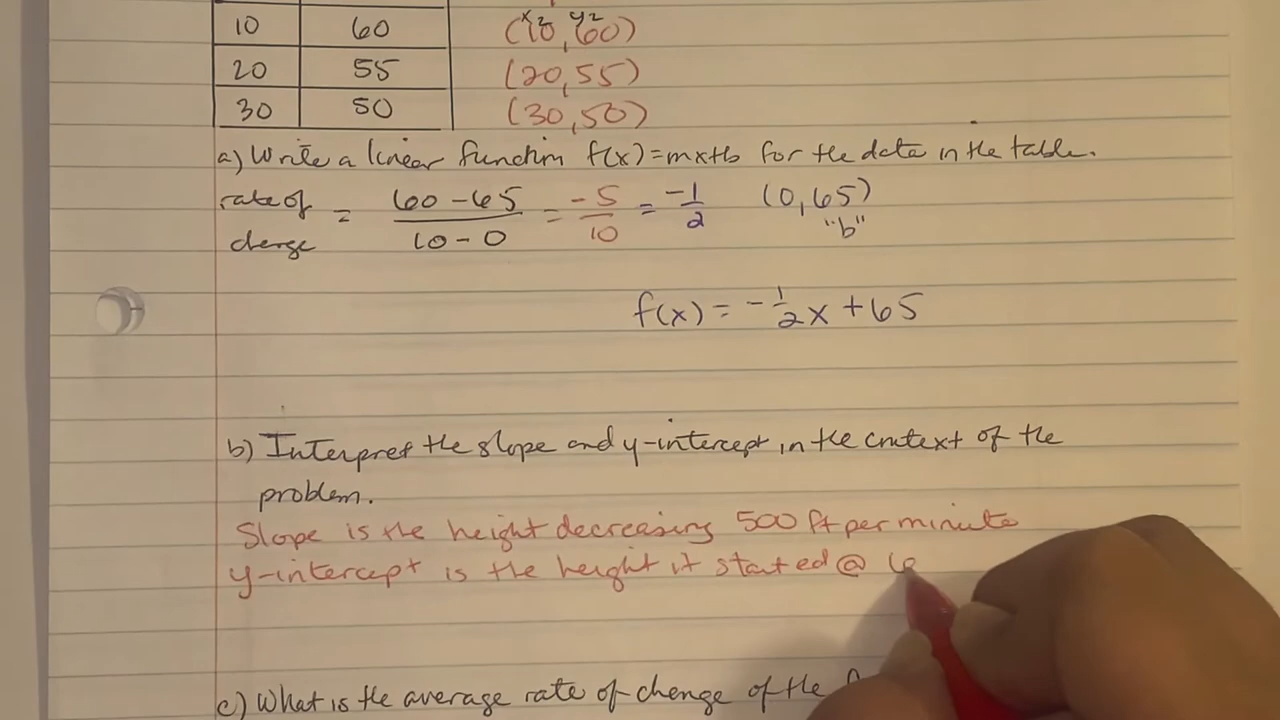 10 60 (10,60) x2 y2
20 55 (20,55)
30 50 (30,50)
a) Write a linear function f(x)=mx+b for the data in the table.
rate of change = 60-65 / 10-0 = -5/10 = -1/2 (0,65) "b"
f(x) = -1/2x + 65
b) Interpret the slope and y-intercept in the context of the
problem.
Slope is the height decreasing 500 ft per minute
y-intercept is the height it started @ 6
c) What is the average rate of change of the